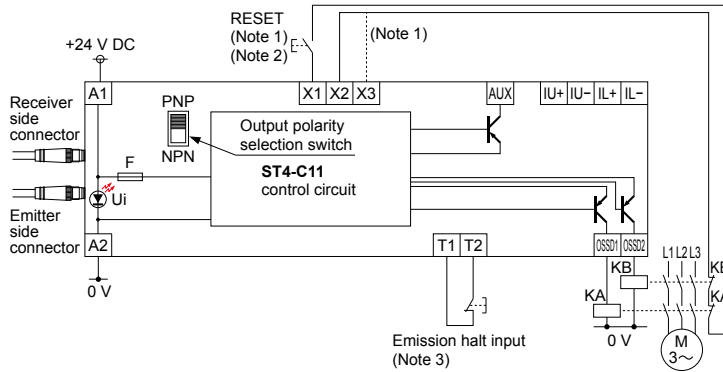 RESET
(Note 1)
(Note 2)
(Note 1)
+24 V DC
A1
X1
X2
X3
AUX
IU+
IU−
IL+
IL−
Receiver
side
connector
PNP
NPN
Output polarity
selection switch
ST4-C11
control circuit
F
Ui
Emitter
side
connector
A2
T1
T2
OSSD1
OSSD2
0 V
L1
L2
L3
KB
KB
KA
KA
0 V
Emission halt input
(Note 3)
M
3～